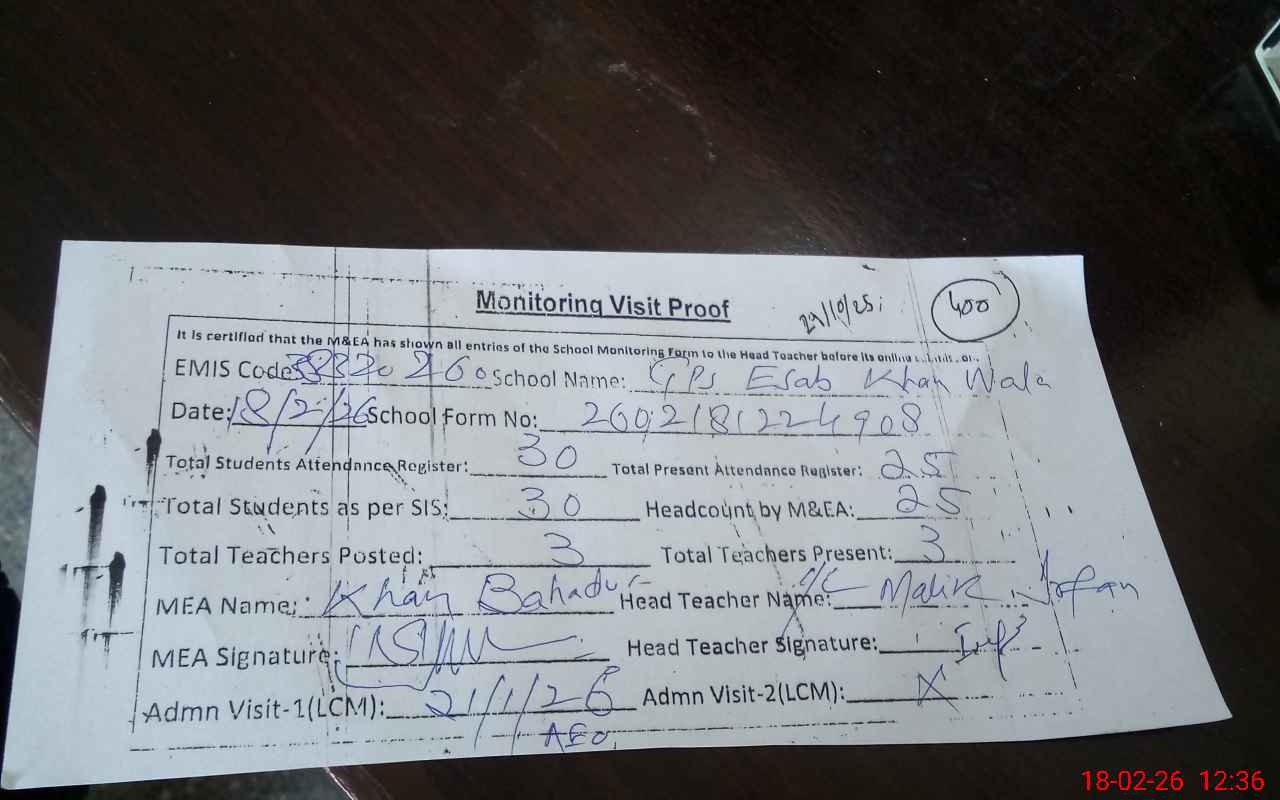 Monitoring Visit Proof
29/10/25
400
It is certified that the M&EA has shown all entries of the School Monitoring Form to the Head Teacher before its online
EMIS Code: School Name: GPS Esab Khan Wala
Date: 18/2/26 School Form No: 2602181224908
Total Students Attendance Register: 30 Total Present Attendance Register: 25
Total Students as per SIS: 30 Headcount by M&EA: 25
Total Teachers Posted: 3 Total Teachers Present: 3
MEA Name: Khan Bahadur Head Teacher Name: Malik Irfan
MEA Signature: Head Teacher Signature:
Admn Visit-1(LCM): 21/1/26 Admn Visit-2(LCM): X
AEO
18-02-26 12:36